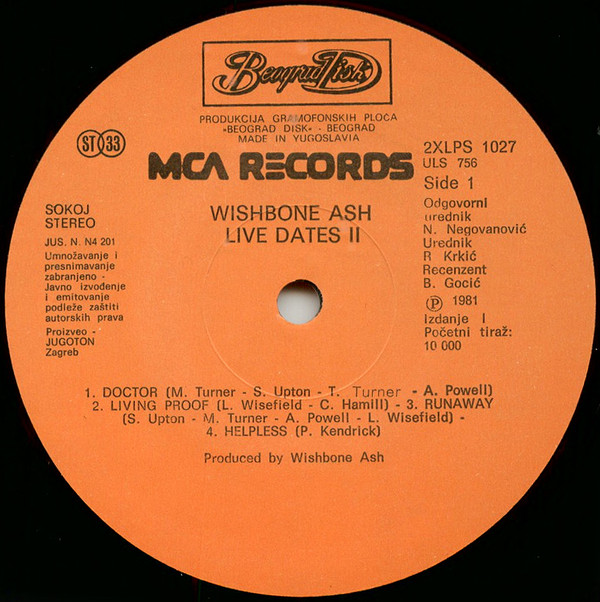 Beograd Disk
PRODUKCIJA GRAMOFONSKIH PLOČA
»BEOGRAD DISK« - BEOGRAD
MADE IN YUGOSLAVIA
ST 33
MCA RECORDS
2XLPS 1027
ULS 756
Side 1
SOKOJ
STEREO
JUS. N. N4 201
Umnožavanje i
presnimavanje
zabranjeno -
Javno izvođenje
i emitovanje
podleže zaštiti
autorskih prava
Proizveo -
JUGOTON
Zagreb
WISHBONE ASH
LIVE DATES II
Odgovorni
urednik
N. Negovanović
Urednik
R Krkić
Recenzent
B. Gocić
Ⓟ 1981
Izdanje I
Početni tiraž:
10 000
1. DOCTOR (M. Turner - S. Upton - T. Turner - A. Powell)
2. LIVING PROOF (L. Wisefield - C. Hamill) - 3. RUNAWAY
(S. Upton - M. Turner - A. Powell - L. Wisefield) -
4. HELPLESS (P. Kendrick)
Produced by Wishbone Ash